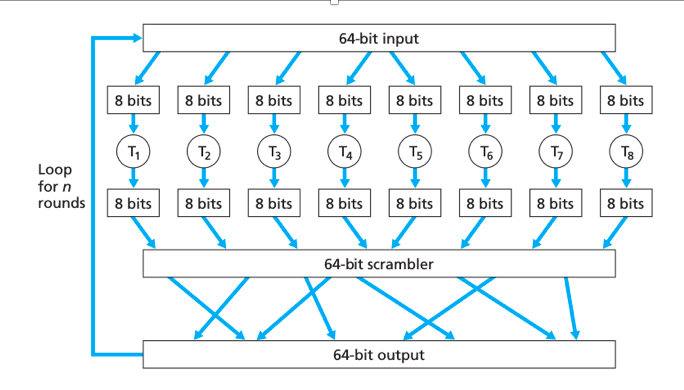 64-bit input
8 bits 8 bits 8 bits 8 bits 8 bits 8 bits 8 bits 8 bits
T1 T2 T3 T4 T5 T6 T7 T8
Loop
for n
rounds
8 bits 8 bits 8 bits 8 bits 8 bits 8 bits 8 bits 8 bits
64-bit scrambler
64-bit output